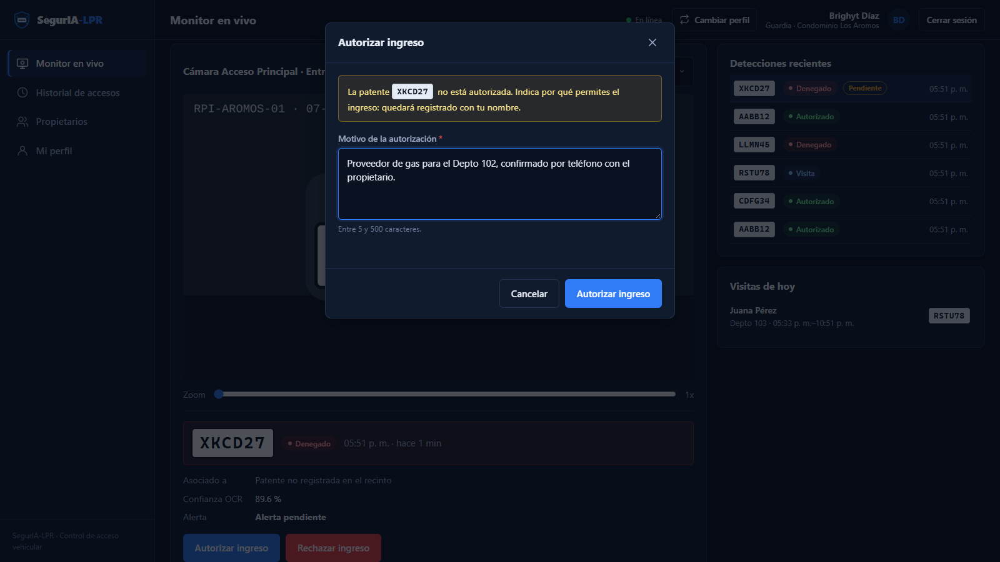 SegurIA-LPR
Monitor en vivo
Historial de accesos
Propietarios
Mi perfil
SegurIA-LPR · Control de acceso
vehicular
Monitor en vivo
En línea
Cambiar perfil
Brighyt Díaz
Guardia · Condominio Los Aromos
BD
Cerrar sesión
Cámara Acceso Principal · Entr
RPI-AROMOS-01 · 07-
Autorizar ingreso
La patente XKCD27 no está autorizada. Indica por qué permites el
ingreso: quedará registrado con tu nombre.
Motivo de la autorización *
Proveedor de gas para el Depto 102, confirmado por teléfono con el
propietario.
Entre 5 y 500 caracteres.
Cancelar
Autorizar ingreso
Zoom
1x
XKCD27
Denegado
05:51 p. m. · hace 1 min
Asociado a Patente no registrada en el recinto
Confianza OCR 89.6 %
Alerta Alerta pendiente
Autorizar ingreso
Rechazar ingreso
Detecciones recientes
XKCD27 Denegado Pendiente 05:51 p. m.
AABB12 Autorizado 05:51 p. m.
LLMN45 Denegado 05:51 p. m.
RSTU78 Visita 05:51 p. m.
CDFG34 Autorizado 05:51 p. m.
AABB12 Autorizado 05:51 p. m.
Visitas de hoy
Juana Pérez
Depto 103 · 05:33 p. m.–10:51 p. m.
RSTU78